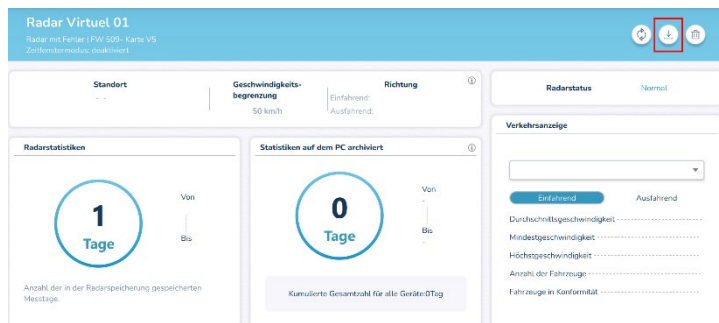 Radar Virtuel 01
Radar mit Fehler | FW S09- Karte V5
Zeitfenstermodus: deaktiviert
Standort
- -
Geschwindigkeits-
begrenzung
50 km/h
Richtung
Einfahrend:
Ausfahrend:
Radarstatus
Normal
Radarstatistiken
1
Tage
Von
Bis
Anzahl der in der Radarspeicherung gespeicherten
Messtage.
Statistiken auf dem PC archiviert
0
Tage
Von
-
Bis
-
Kumulierte Gesamtzahl für alle Geräte:0Tag
Verkehrsanzeige
Einfahrend
Ausfahrend
Durchschnittsgeschwindigkeit
Mindestgeschwindigkeit
Höchstgeschwindigkeit
Anzahl der Fahrzeuge
Fahrzeuge in Konformität